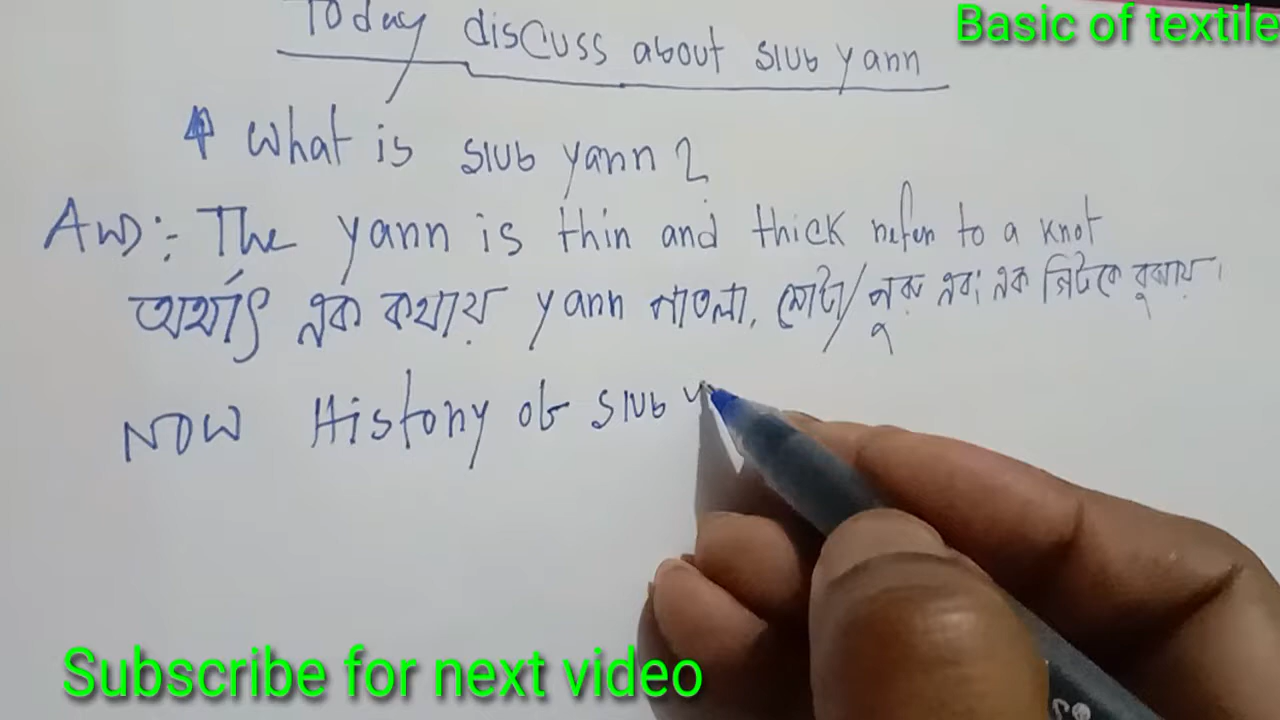 Basic of textile
Today discuss about slub yarn
What is slub yarn ?
Ans:- The yarn is thin and thick refer to a knot
অর্থাৎ এক কথায় yarn পাতলা, মোটা/পুরু এবং এক গিটকে বুঝায়।
NOW History of slub y
Subscribe for next video